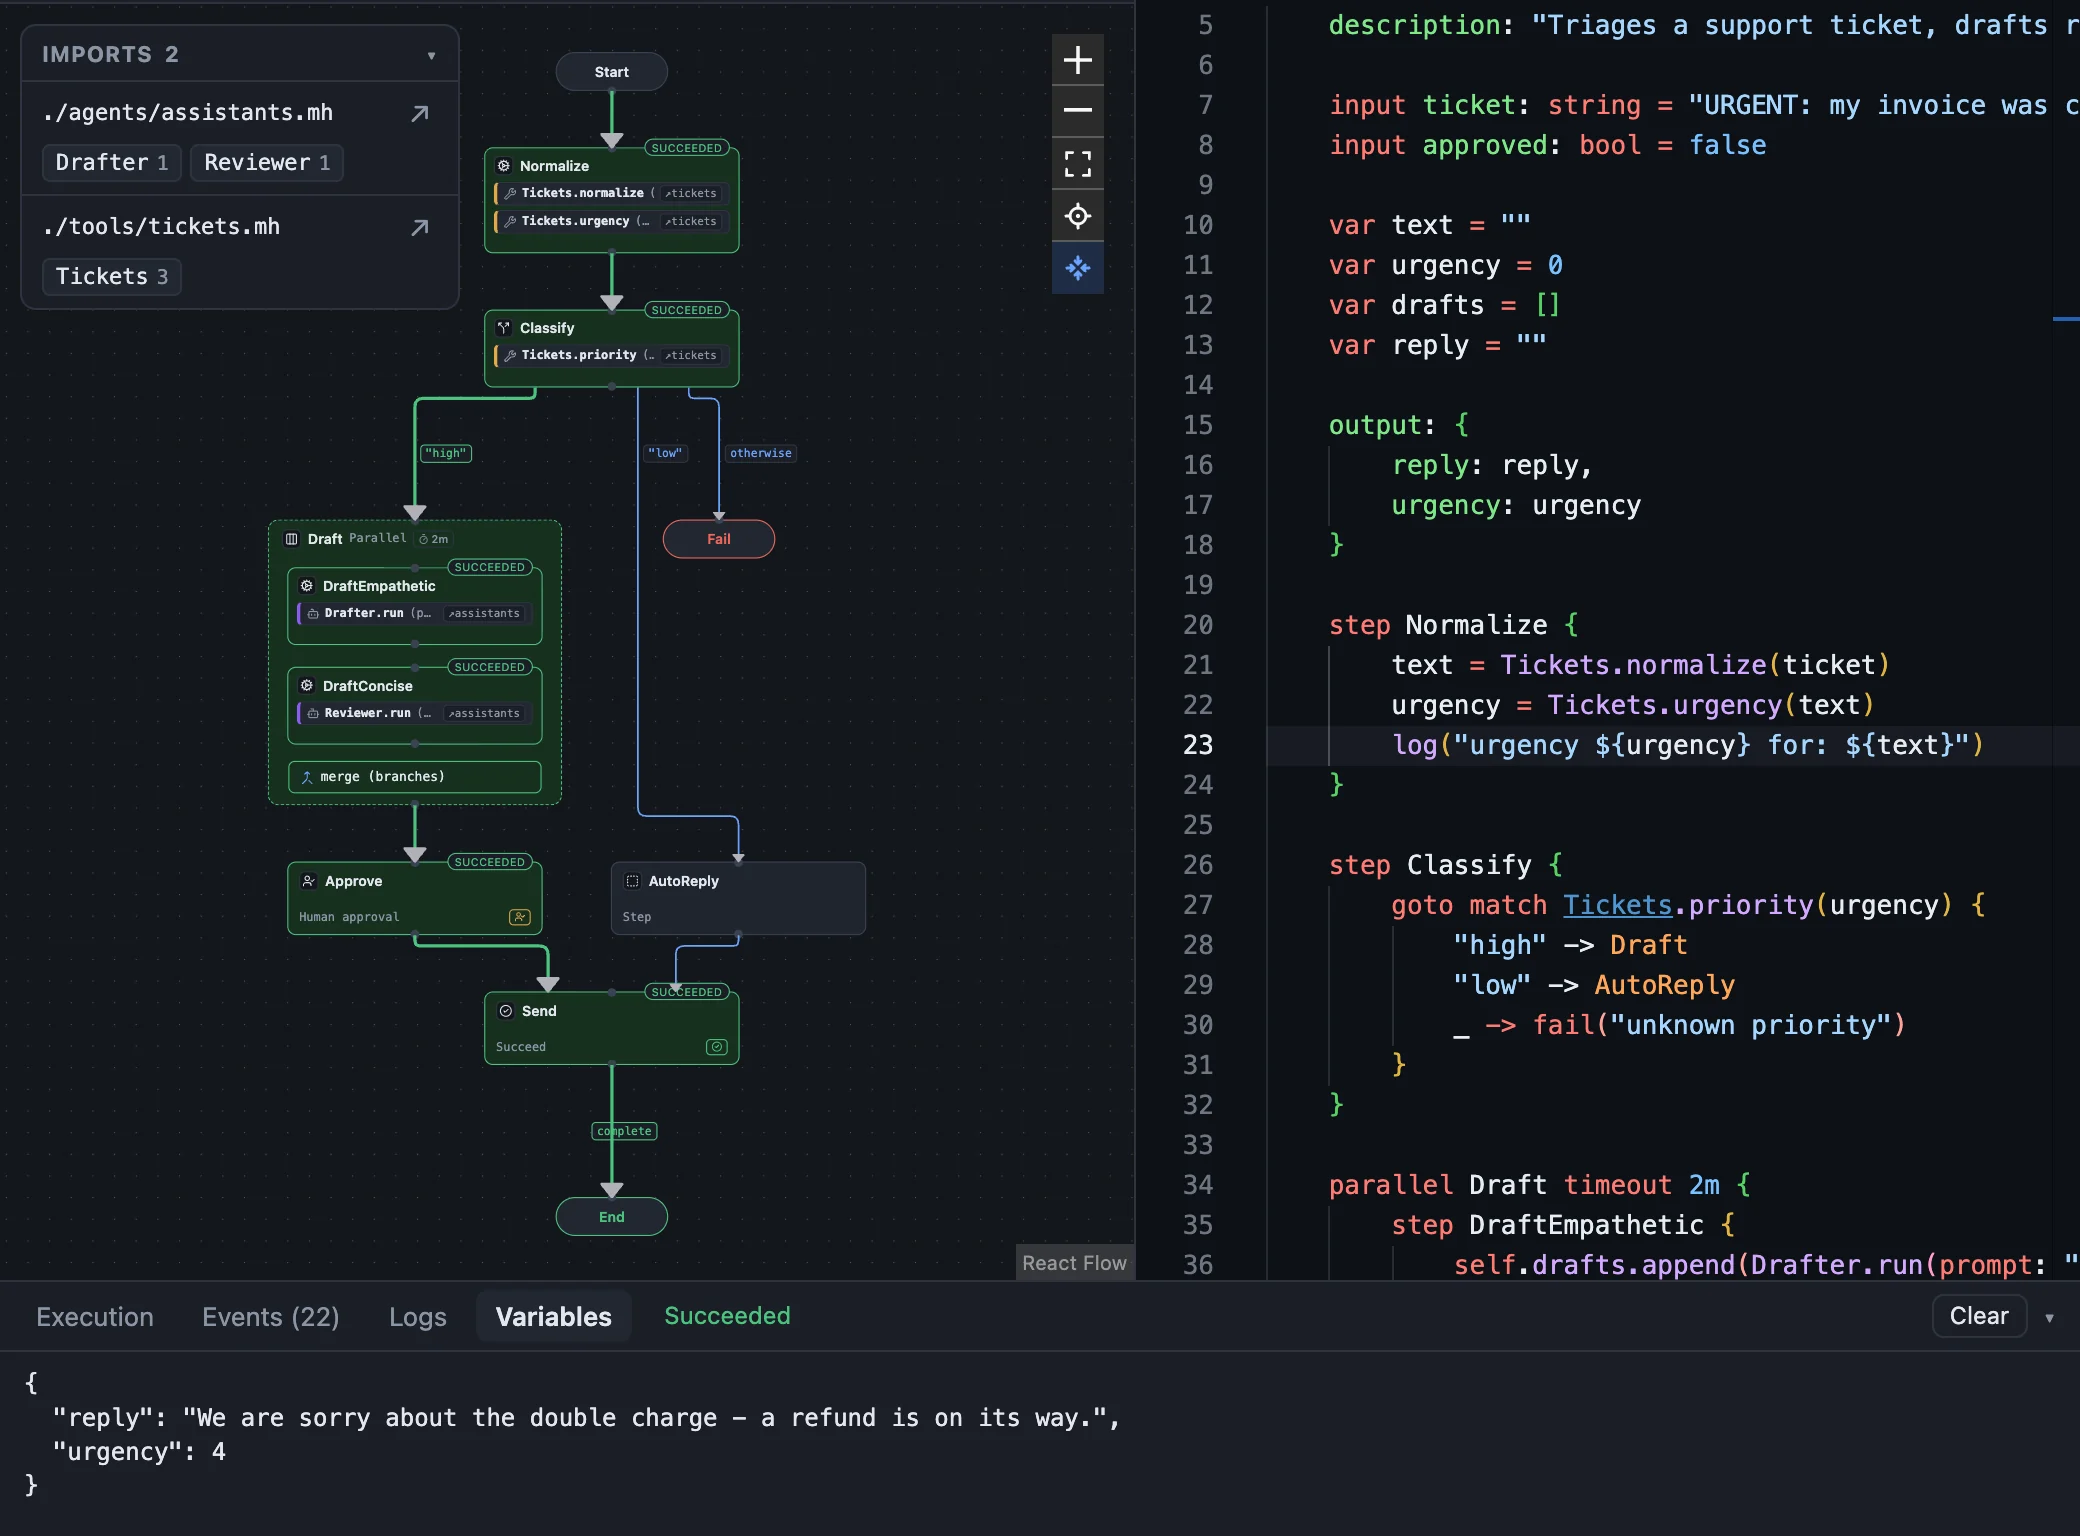 IMPORTS 2
./agents/assistants.mh
Drafter 1
Reviewer 1
./tools/tickets.mh
Tickets 3
Start
SUCCEEDED
Normalize
Tickets.normalize (
↗tickets
Tickets.urgency (…
↗tickets
SUCCEEDED
Classify
Tickets.priority (…
↗tickets
"high"
"low"
otherwise
Draft Parallel 2m
Fail
SUCCEEDED
DraftEmpathetic
Drafter.run (p…
↗assistants
SUCCEEDED
DraftConcise
Reviewer.run (…
↗assistants
merge (branches)
SUCCEEDED
Approve
Human approval
AutoReply
Step
SUCCEEDED
Send
Succeed
complete
End
React Flow
5 description: "Triages a support ticket, drafts r
6
7 input ticket: string = "URGENT: my invoice was c
8 input approved: bool = false
9
10 var text = ""
11 var urgency = 0
12 var drafts = []
13 var reply = ""
14
15 output: {
16 reply: reply,
17 urgency: urgency
18 }
19
20 step Normalize {
21 text = Tickets.normalize(ticket)
22 urgency = Tickets.urgency(text)
23 log("urgency ${urgency} for: ${text}")
24 }
25
26 step Classify {
27 goto match Tickets.priority(urgency) {
28 "high" -> Draft
29 "low" -> AutoReply
30 _ -> fail("unknown priority")
31 }
32 }
33
34 parallel Draft timeout 2m {
35 step DraftEmpathetic {
36 self.drafts.append(Drafter.run(prompt: "
Execution
Events (22)
Logs
Variables
Succeeded
Clear
{
"reply": "We are sorry about the double charge – a refund is on its way.",
"urgency": 4
}